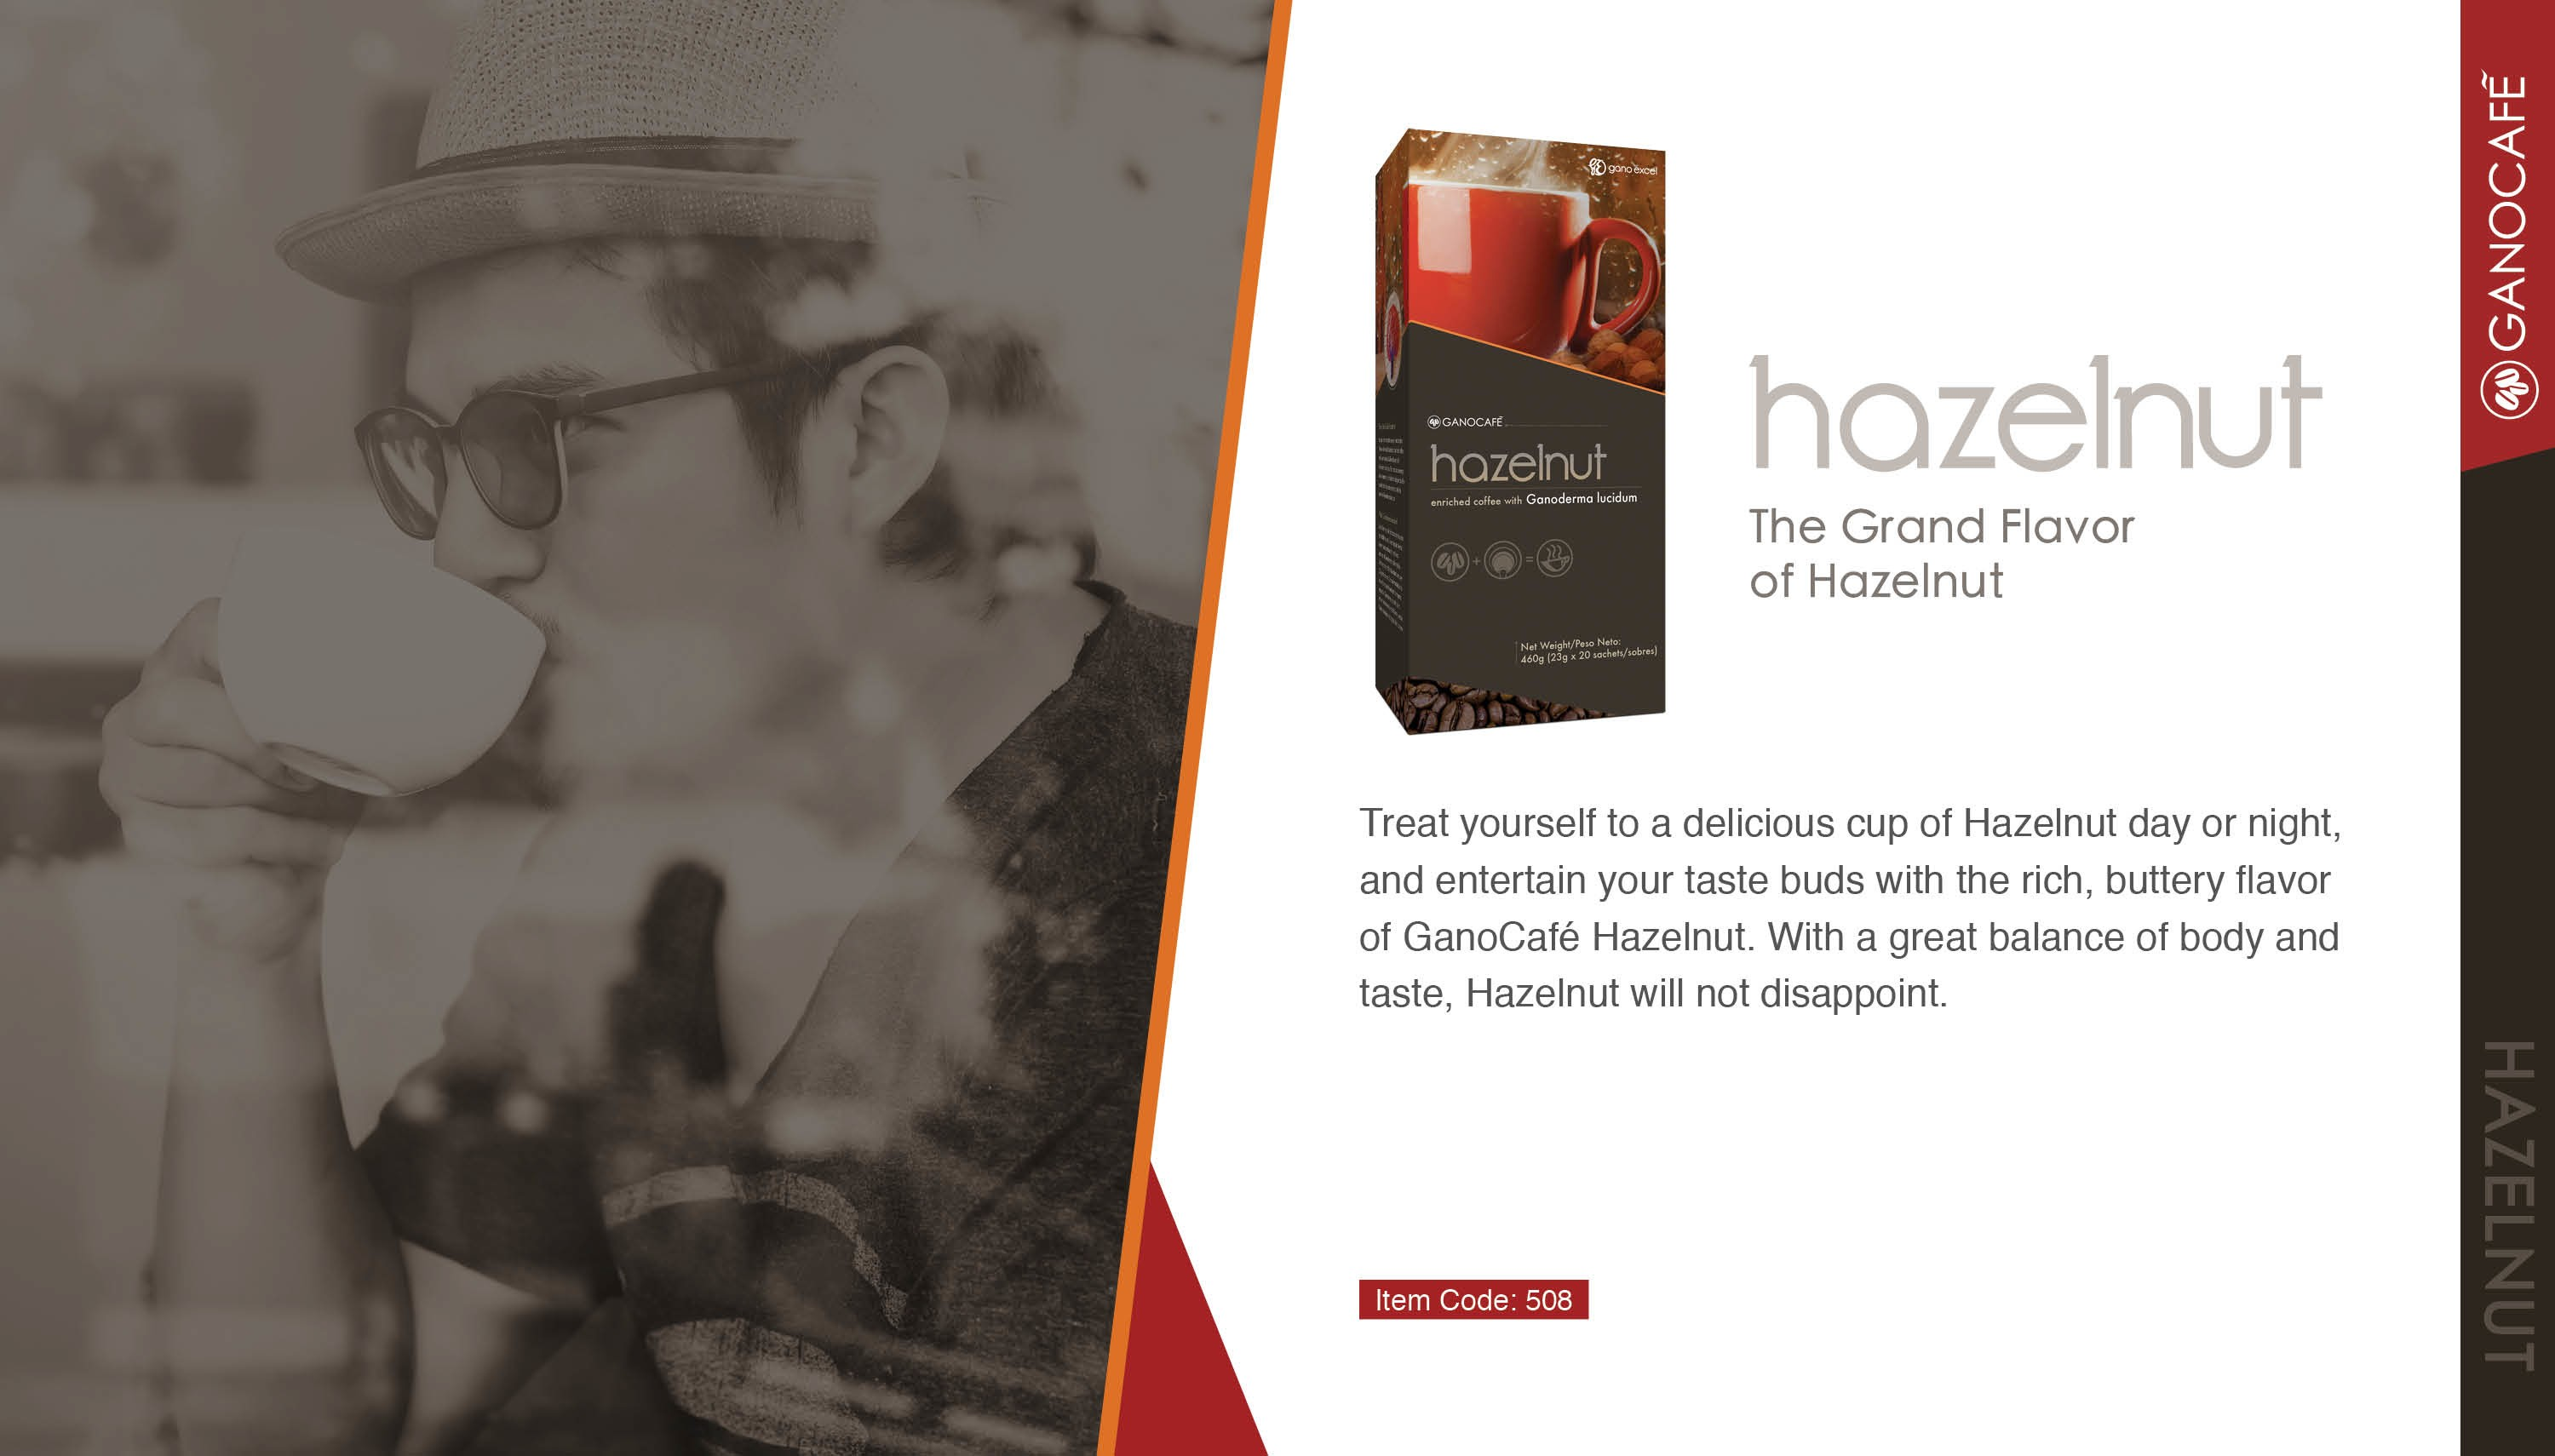 gano excel
GANOCAFÉ
hazelnut
enriched coffee with Ganoderma lucidum
+ =
Net Weight/Peso Neto:
460g (23g x 20 sachets/sobres)
hazelnut
The Grand Flavor
of Hazelnut
Treat yourself to a delicious cup of Hazelnut day or night,
and entertain your taste buds with the rich, buttery flavor
of GanoCafé Hazelnut. With a great balance of body and
taste, Hazelnut will not disappoint.
Item Code: 508
GANOCAFÉ
HAZELNUT